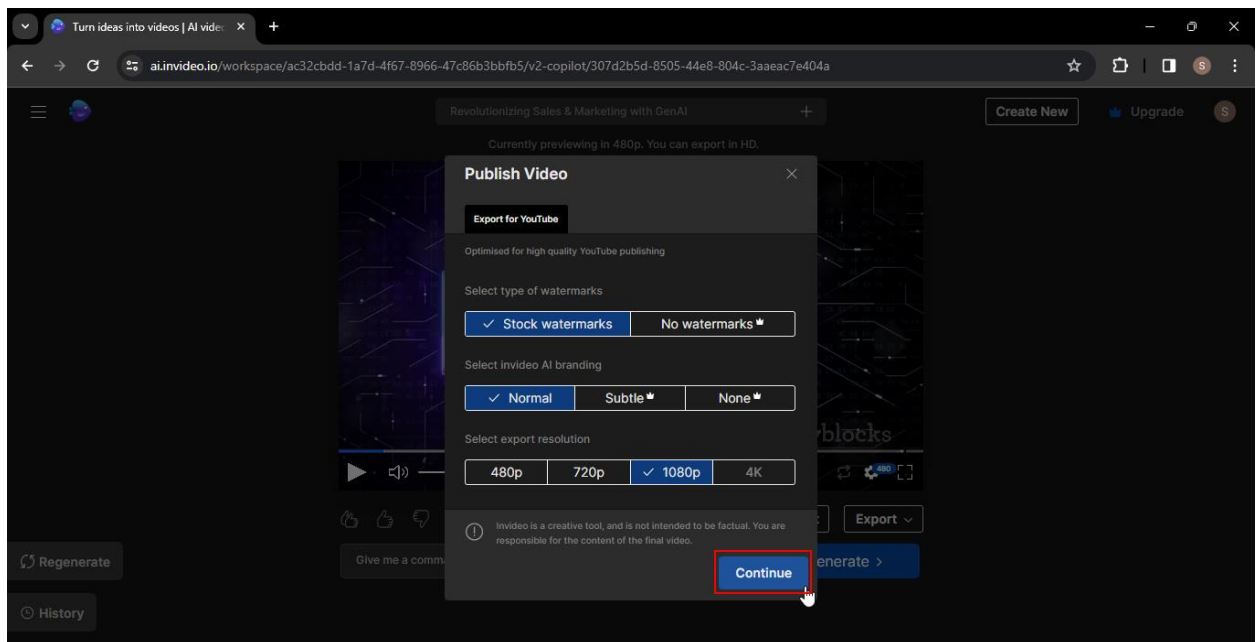 Turn ideas into videos | AI videc
ai.invideo.io/workspace/ac32cbdd-1a7d-4f67-8966-47c86b3bbfb5/v2-copilot/307d2b5d-8505-44e8-804c-3aaeac7e404a
S
Revolutionizing Sales & Marketing with GenAI
Create New
Upgrade
S
Currently previewing in 480p. You can export in HD.
Publish Video
Export for YouTube
Optimised for high quality YouTube publishing
Select type of watermarks
Stock watermarks
No watermarks
Select invideo AI branding
Normal
Subtle
None
yblocks
Select export resolution
480p
720p
1080p
4K
480
Invideo is a creative tool, and is not intended to be factual. You are
responsible for the content of the final video.
Export
Regenerate
Give me a comm
Continue
enerate >
History